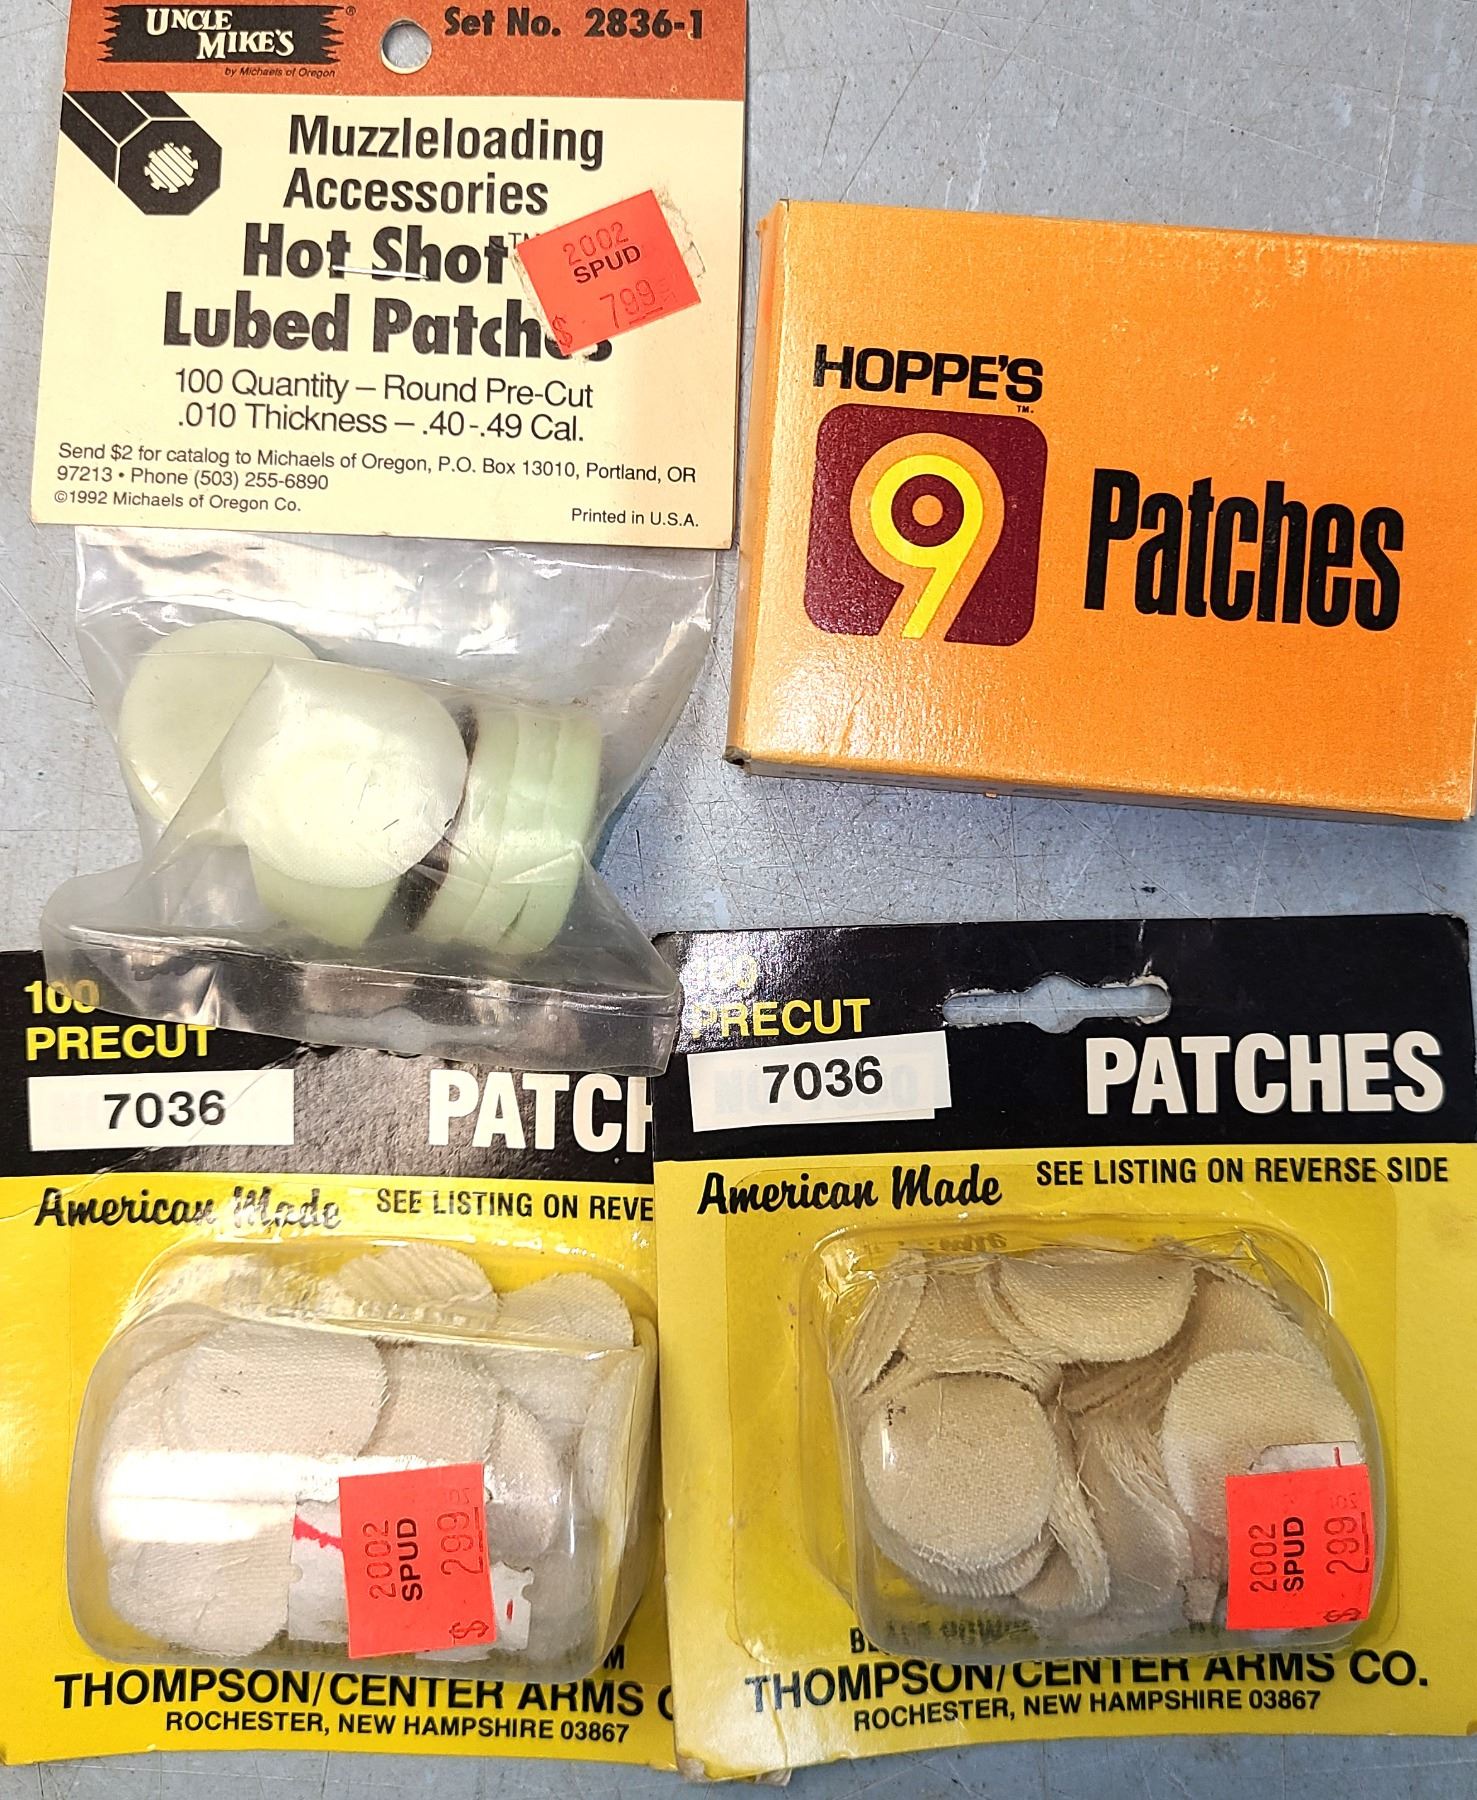 UNCLE
MIKE'S
®
by Michaels of Oregon
Set No. 2836-1
Muzzleloading
Accessories
Hot Shot™
Lubed Patches
2002
SPUD
$ 799
100 Quantity – Round Pre-Cut
.010 Thickness – .40-.49 Cal.
Send $2 for catalog to Michaels of Oregon, P.O. Box 13010, Portland, OR
97213 • Phone (503) 255-6890
©1992 Michaels of Oregon Co.
Printed in U.S.A.
HOPPE'S
TM.
9
Patches
100
PRECUT
7036
PATCH
American Made
SEE LISTING ON REVE
2002
SPUD
$ 299
THOMPSON/CENTER ARMS C
ROCHESTER, NEW HAMPSHIRE 03867
PRECUT
7036
PATCHES
American Made
SEE LISTING ON REVERSE SIDE
2002
SPUD
$ 299
THOMPSON/CENTER ARMS CO.
ROCHESTER, NEW HAMPSHIRE 03867